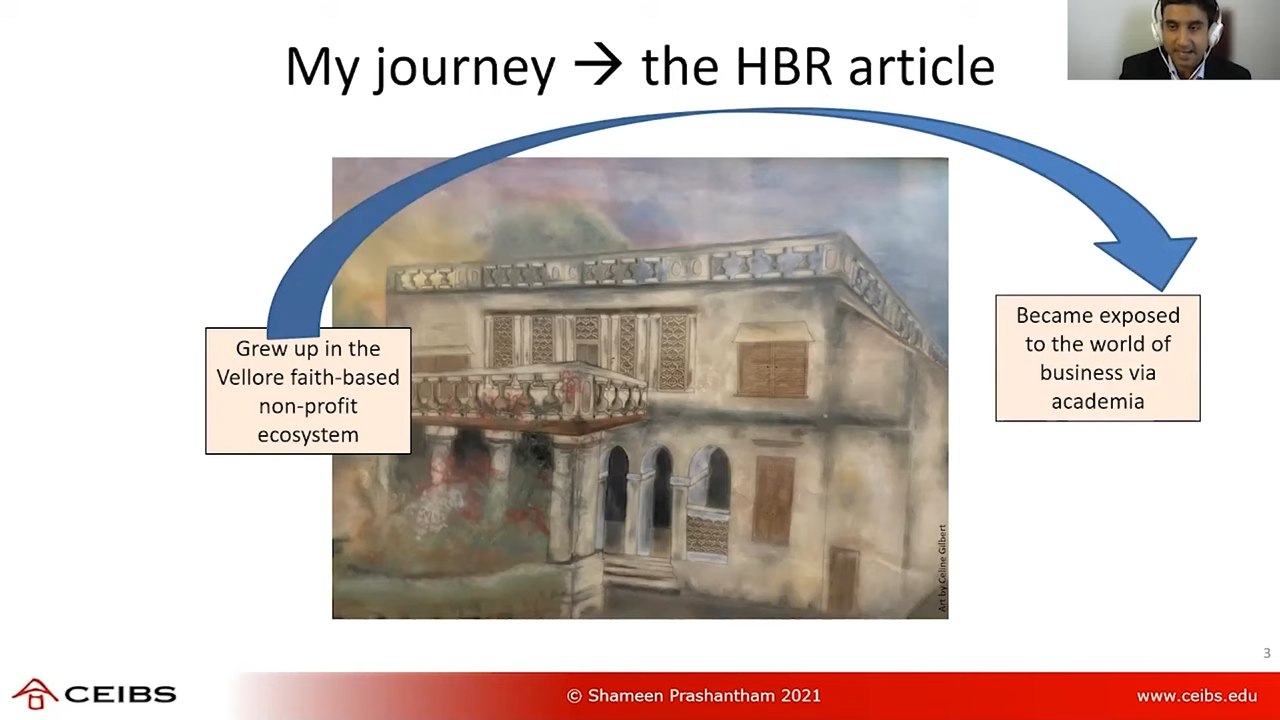 My journey → the HBR article
Grew up in the
Vellore faith-based
non-profit
ecosystem
Became exposed
to the world of
business via
academia
Art by Celine Gilbert
3
CEIBS
© Shameen Prashantham 2021
www.ceibs.edu